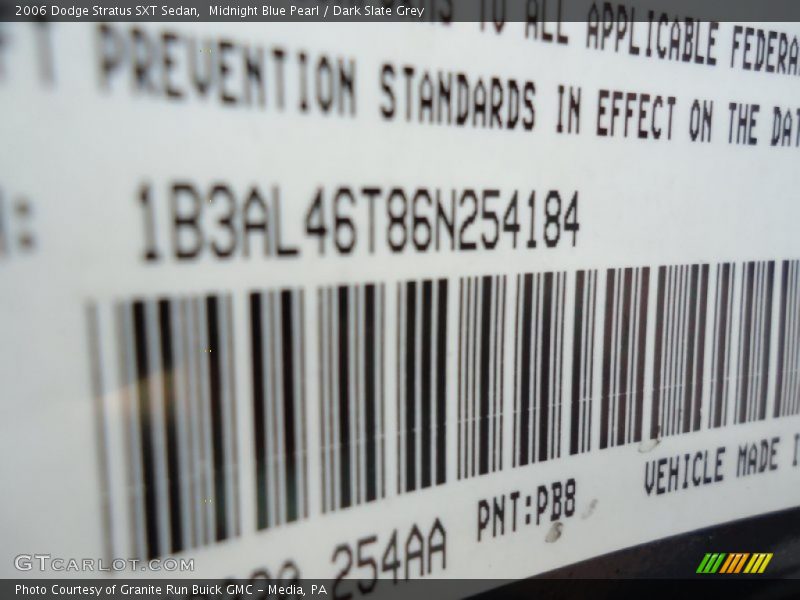 2006 Dodge Stratus SXT Sedan,  Midnight Blue Pearl / Dark Slate Grey
TO ALL APPLICABLE FEDERA
PREVENTION STANDARDS IN EFFECT ON THE DAT
: 1B3AL46T86N254184
254AA PNT:PB8 VEHICLE MADE I
GTCARLOT.COM
Photo Courtesy of Granite Run Buick GMC - Media, PA